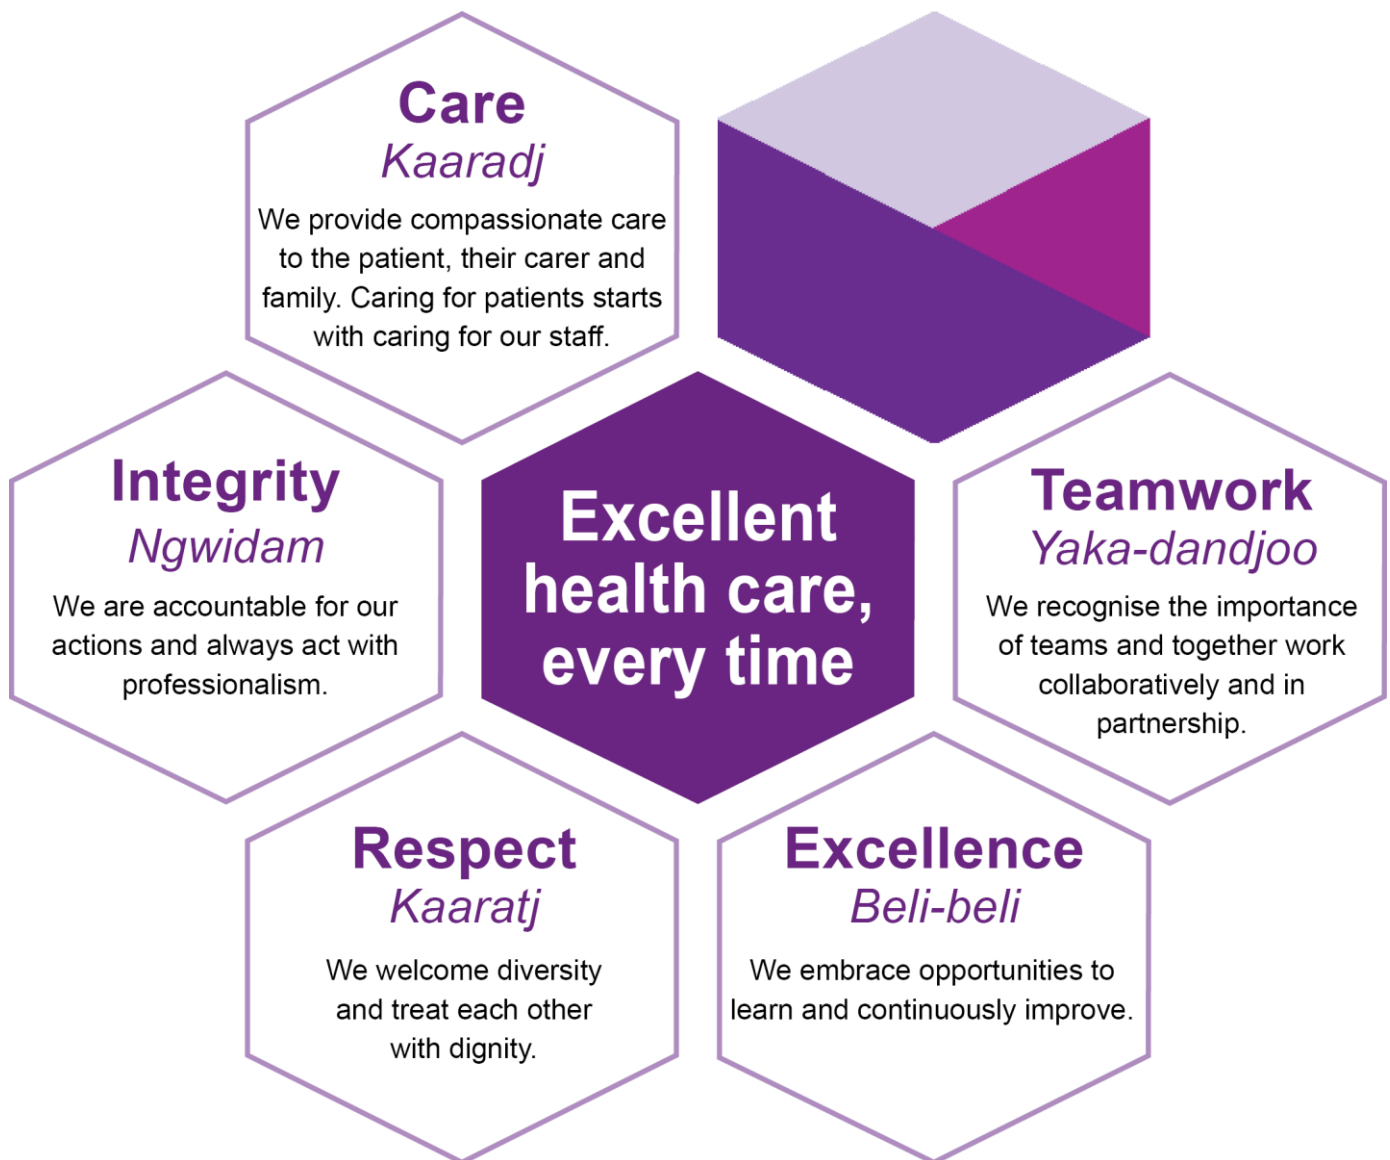 Care
Kaaradj
We provide compassionate care
to the patient, their carer and
family. Caring for patients starts
with caring for our staff.
Integrity
Ngwidam
We are accountable for our
actions and always act with
professionalism.
Excellent
health care,
every time
Teamwork
Yaka-dandjoo
We recognise the importance
of teams and together work
collaboratively and in
partnership.
Respect
Kaaratj
We welcome diversity
and treat each other
with dignity.
Excellence
Beli-beli
We embrace opportunities to
learn and continuously improve.